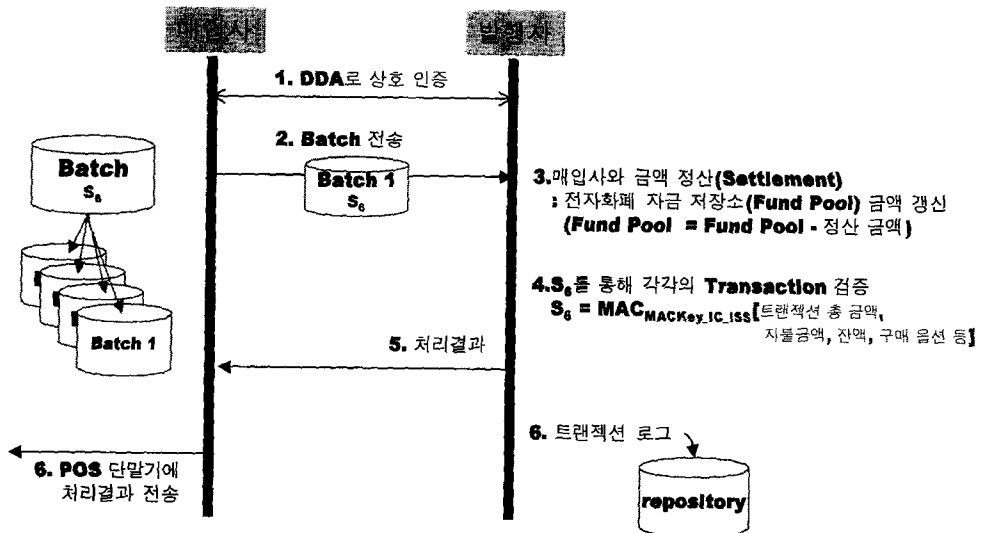 매입사
발행사
1. DDA로 상호 인증
2. Batch 전송
Batch
S₆
Batch 1
S₆
3.매입사와 금액 정산(Settlement)
: 전자화폐 자금 저장소(Fund Pool) 금액 갱신
(Fund Pool = Fund Pool - 정산 금액)
4.S₆를 통해 각각의 Transaction 검증
S₆ = MAC_MACKey_IC_ISS[트랜잭션 총 금액,
지불금액, 잔액, 구매 옵션 등]
Batch 1
5. 처리결과
6. 트랜잭션 로그
6. POS 단말기에
처리결과 전송
repository